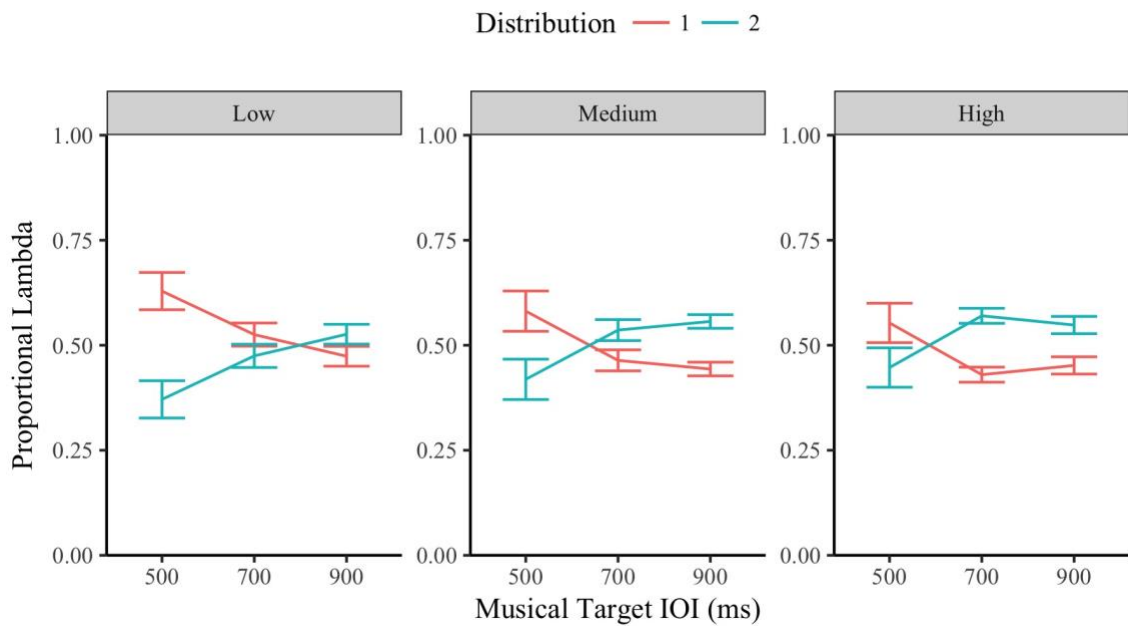 Distribution 1 2
Low Medium High
Proportional Lambda
1.00 1.00 1.00
0.75 0.75 0.75
0.50 0.50 0.50
0.25 0.25 0.25
0.00 0.00 0.00
500 700 900 500 700 900 500 700 900
Musical Target IOI (ms)